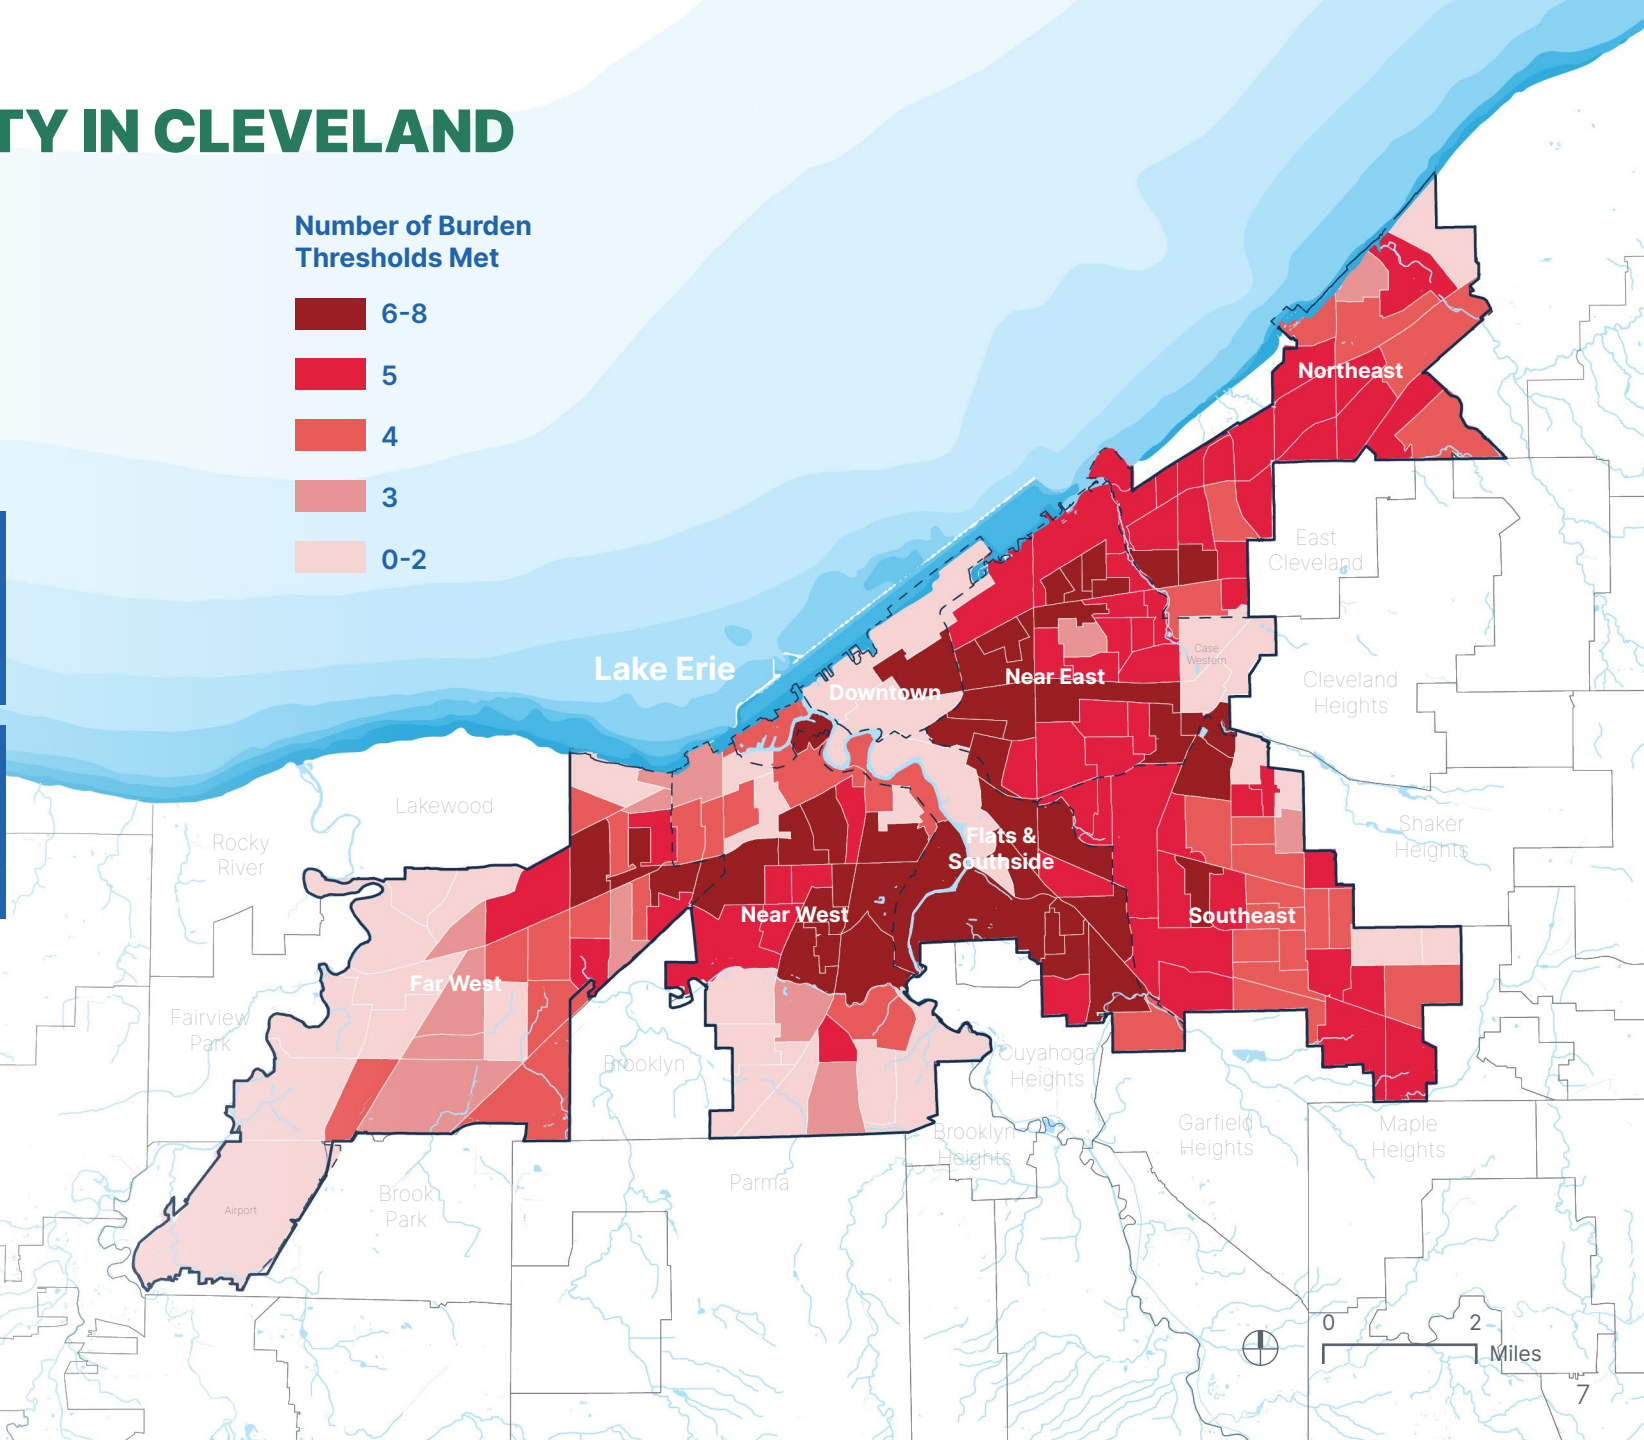 TY IN CLEVELAND
Number of Burden
Thresholds Met
6-8
5
4
3
0-2
Northeast
East
Cleveland
Case
Western
Lake Erie
Near East
Downtown
Cleveland
Heights
Lakewood
Rocky
River
Flats &
Southside
Shaker
Heights
Near West
Southeast
Far West
Fairview
Park
Brooklyn
Cuyahoga
Heights
Brooklyn
Heights
Garfield
Heights
Maple
Heights
Parma
Brook
Park
Airport
0
2
Miles
7